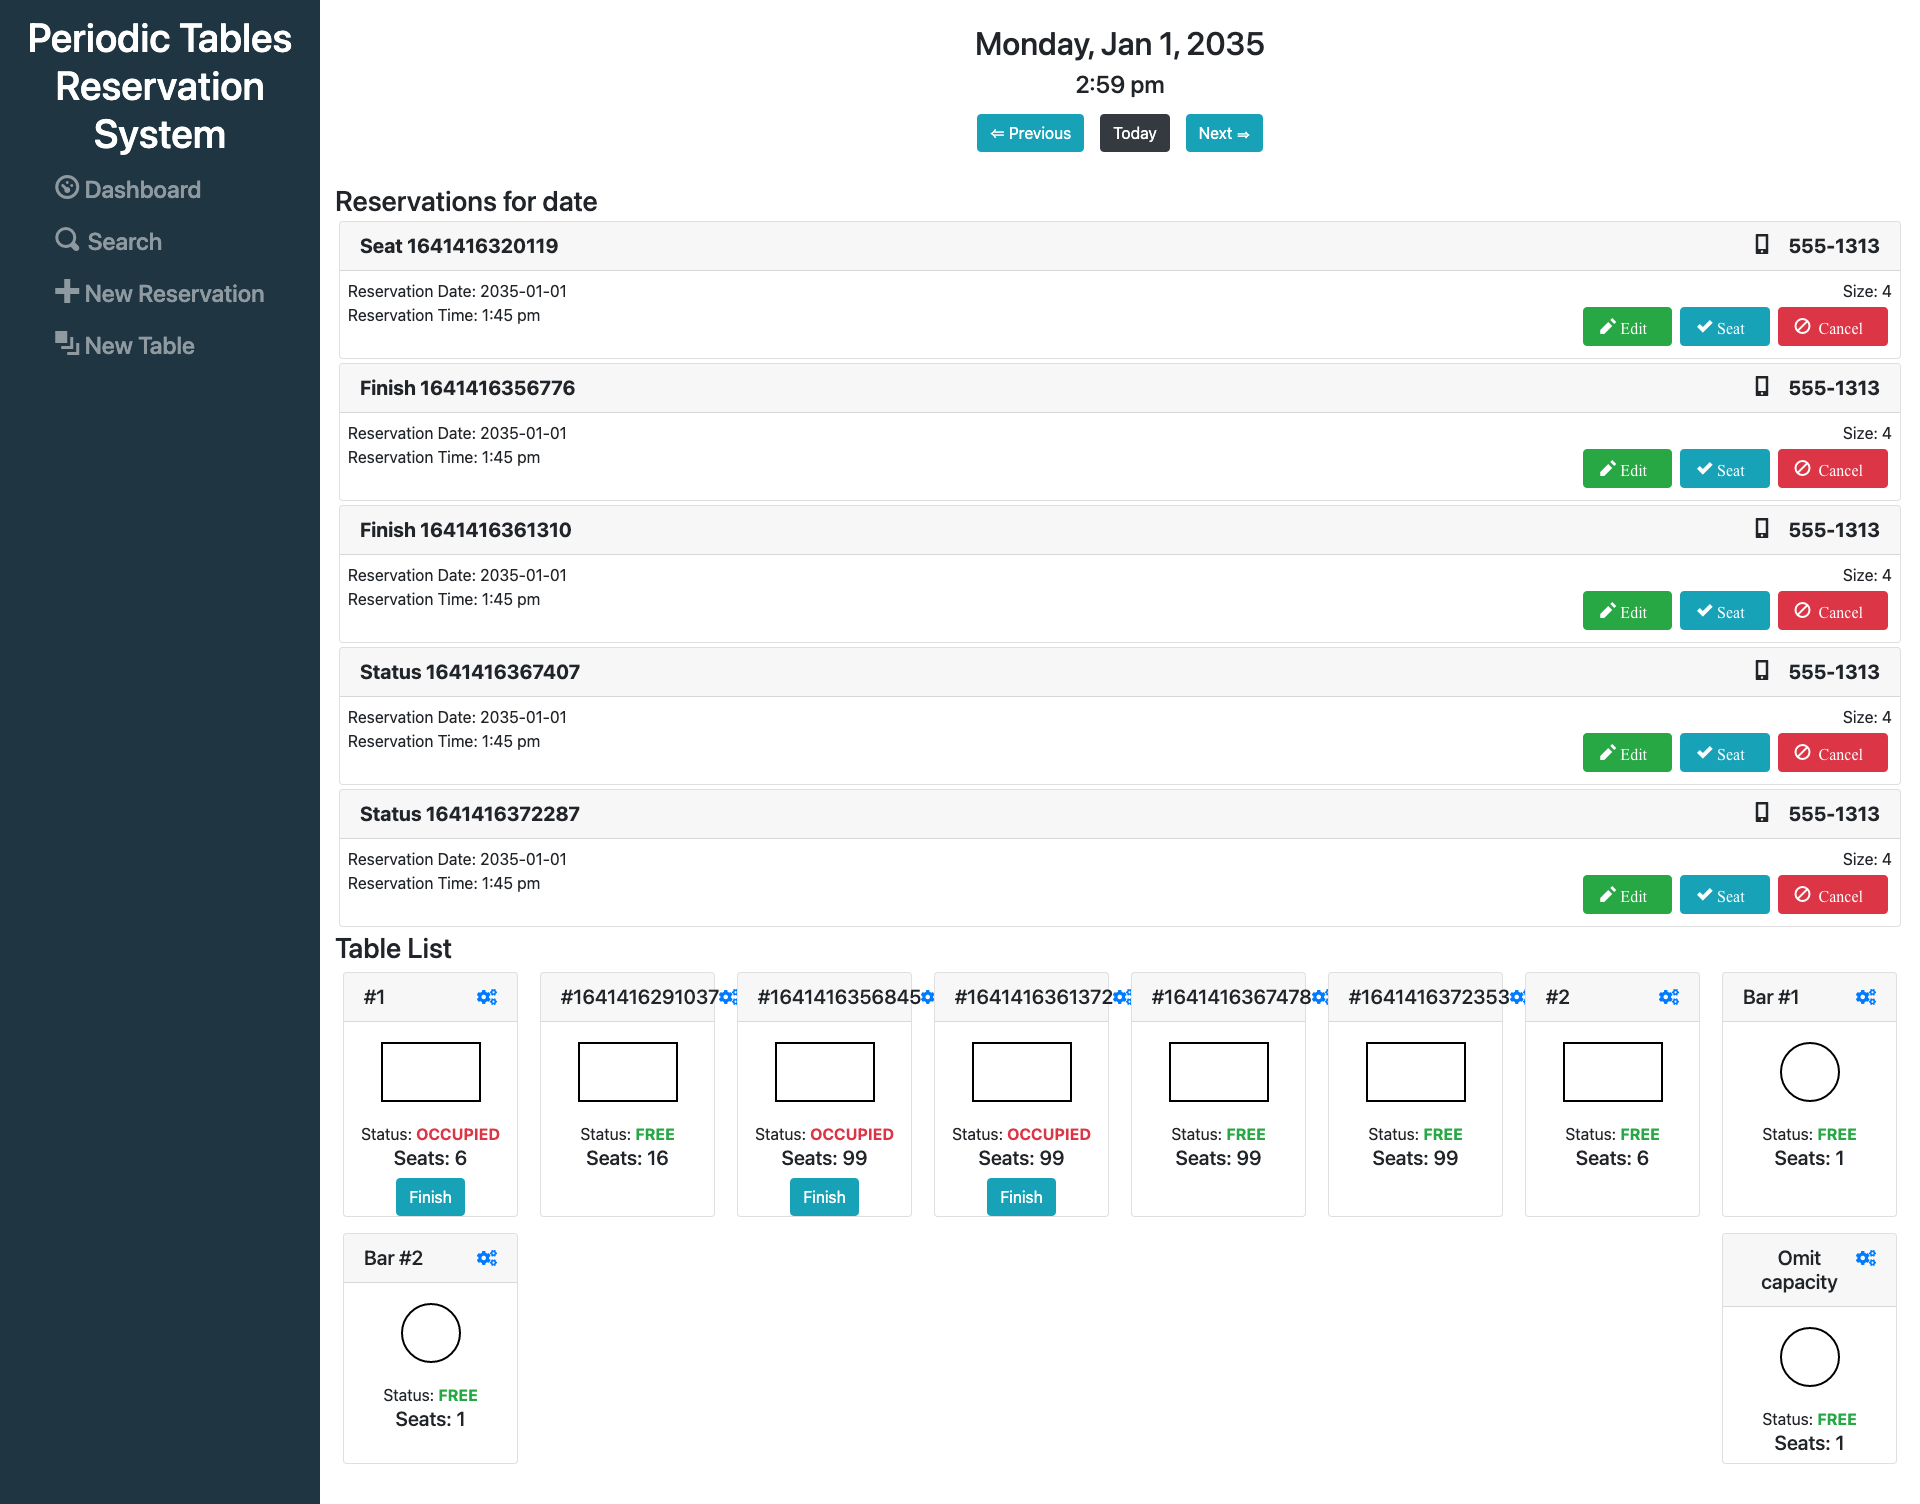 Periodic Tables
Reservation
System
Dashboard
Search
New Reservation
New Table
Monday, Jan 1, 2035
2:59 pm
⇐ Previous Today Next ⇒
Reservations for date
Seat 1641416320119 555-1313
Reservation Date: 2035-01-01 Size: 4
Reservation Time: 1:45 pm
Edit Seat Cancel
Finish 1641416356776 555-1313
Reservation Date: 2035-01-01 Size: 4
Reservation Time: 1:45 pm
Edit Seat Cancel
Finish 1641416361310 555-1313
Reservation Date: 2035-01-01 Size: 4
Reservation Time: 1:45 pm
Edit Seat Cancel
Status 1641416367407 555-1313
Reservation Date: 2035-01-01 Size: 4
Reservation Time: 1:45 pm
Edit Seat Cancel
Status 1641416372287 555-1313
Reservation Date: 2035-01-01 Size: 4
Reservation Time: 1:45 pm
Edit Seat Cancel
Table List
#1 #1641416291037 #1641416356845 #1641416361372 #1641416367478 #1641416372353 #2 Bar #1
Status: OCCUPIED Status: FREE Status: OCCUPIED Status: OCCUPIED Status: FREE Status: FREE Status: FREE Status: FREE
Seats: 6 Seats: 16 Seats: 99 Seats: 99 Seats: 99 Seats: 99 Seats: 6 Seats: 1
Finish Finish Finish
Bar #2
Status: FREE
Seats: 1
Omit
capacity
Status: FREE
Seats: 1